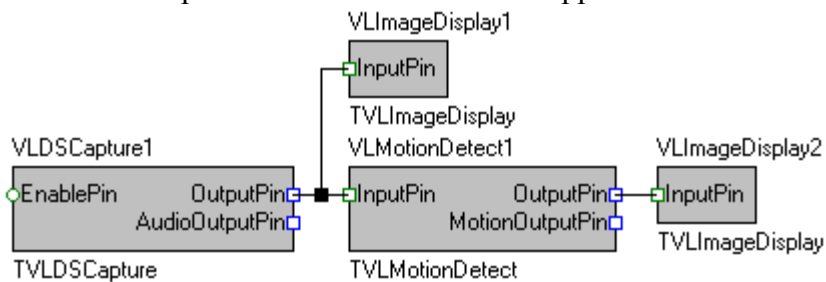 VLImageDisplay1
InputPin
TVLImageDisplay
VLDSCapture1
EnablePin
OutputPin
AudioOutputPin
TVLDSCapture
VLMotionDetect1
InputPin
OutputPin
MotionOutputPin
TVLMotionDetect
VLImageDisplay2
InputPin
TVLImageDisplay